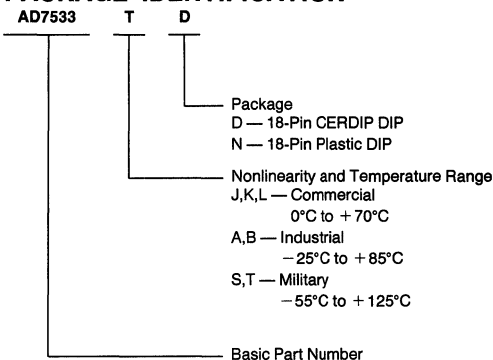 PACKAGE IDENTIFICATION
AD7533 T D
Package
D — 18-Pin CERDIP DIP
N — 18-Pin Plastic DIP
Nonlinearity and Temperature Range
J,K,L — Commercial
0°C to +70°C
A,B — Industrial
−25°C to +85°C
S,T — Military
−55°C to +125°C
Basic Part Number